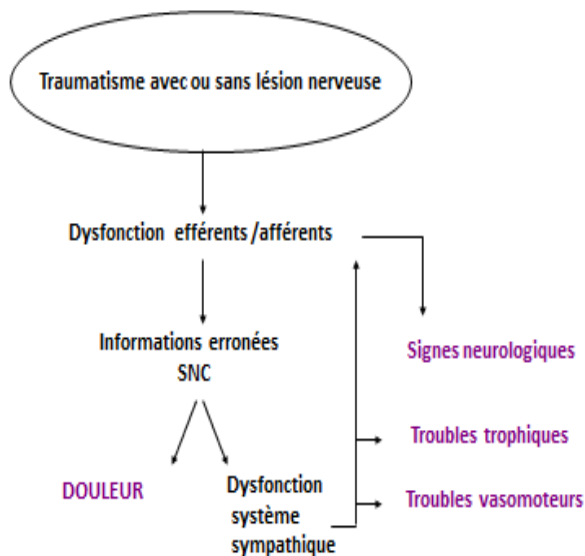 Traumatisme avec ou sans lésion nerveuse
Dysfonction efférents /afférents
Informations erronées
SNC
Signes neurologiques
Troubles trophiques
DOULEUR
Dysfonction
système
sympathique
Troubles vasomoteurs